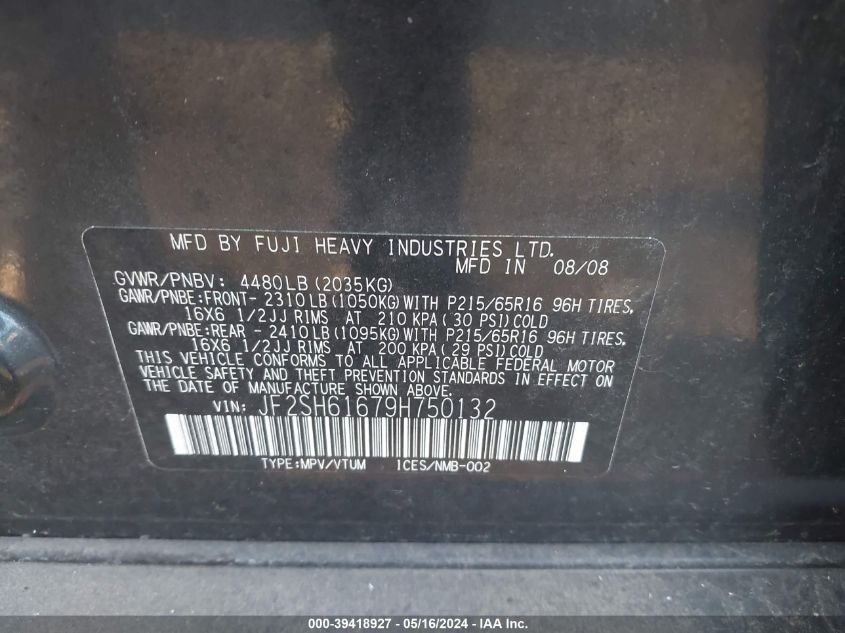 MFD BY FUJI HEAVY INDUSTRIES LTD.
MFD IN 08/08
GVWR/PNBV: 4480LB (2035KG)
GAWR/PNBE:FRONT- 2310LB(1050KG)WITH P215/65R16 96H TIRES,
16X6 1/2JJ RIMS AT 210 KPA(30 PSI)COLD
GAWR/PNBE:REAR - 2410LB(1095KG)WITH P215/65R16 96H TIRES,
16X6 1/2JJ RIMS AT 200 KPA(29 PSI)COLD
THIS VEHICLE CONFORMS TO ALL APPLICABLE FEDERAL MOTOR
VEHICLE SAFETY AND THEFT PREVENTION STANDARDS IN EFFECT ON
THE DATE OF MANUFACTURE SHOWN ABOVE.
VIN: JF2SH61679H750132
TYPE:MPV/VTUM ICES/NMB-002
000-39418927 - 05/16/2024 - IAA Inc.